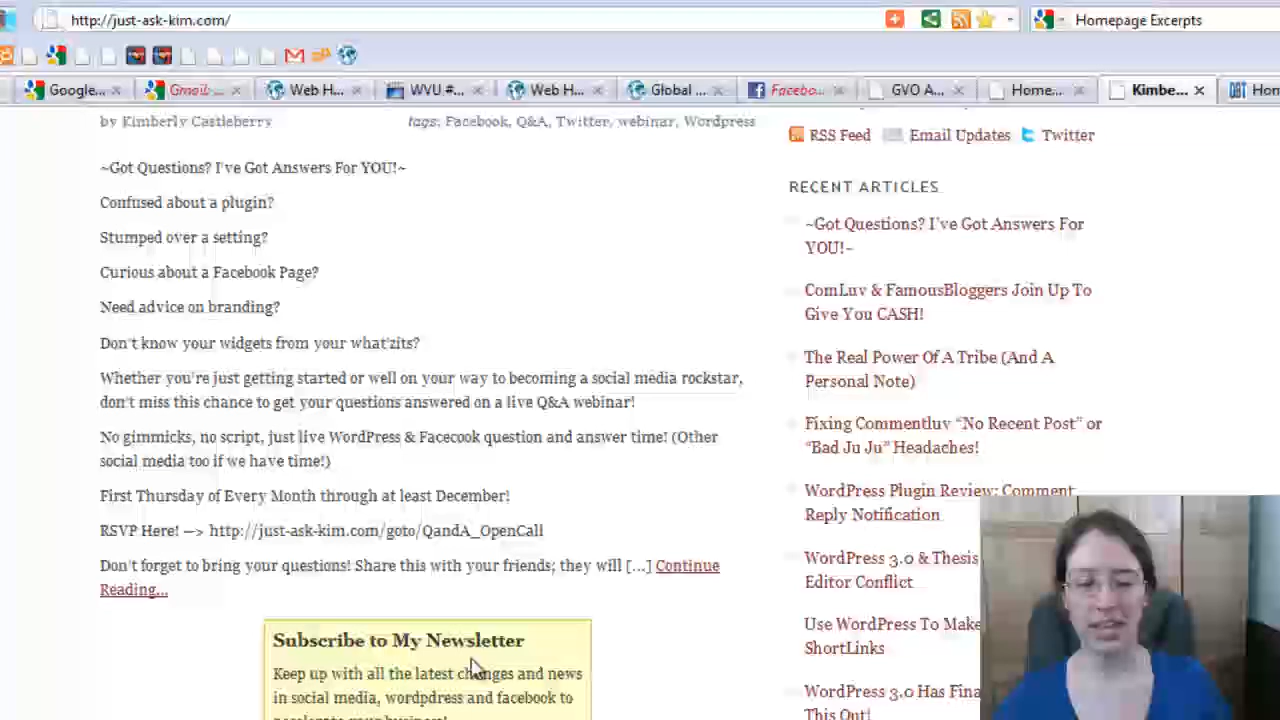 http://just-ask-kim.com/
Homepage Excerpts
Google...
Gmail...
Web H...
WVU #...
Web H...
Global ...
Facebo...
GVO A...
Home...
Kimbe...
Hom
by Kimberly Castleberry
tags: Facebook, Q&A, Twitter, webinar, Wordpress
~Got Questions? I've Got Answers For YOU!~
Confused about a plugin?
Stumped over a setting?
Curious about a Facebook Page?
Need advice on branding?
Don't know your widgets from your what'zits?
Whether you're just getting started or well on your way to becoming a social media rockstar,
don't miss this chance to get your questions answered on a live Q&A webinar!
No gimmicks, no script, just live WordPress & Facecook question and answer time! (Other
social media too if we have time!)
First Thursday of Every Month through at least December!
RSVP Here! —> http://just-ask-kim.com/goto/QandA_OpenCall
Don't forget to bring your questions! Share this with your friends; they will [...] Continue
Reading...
Subscribe to My Newsletter
Keep up with all the latest changes and news
in social media, wordpdress and facebook to
accelerate your business!
RSS Feed
Email Updates
Twitter
RECENT ARTICLES
~Got Questions? I've Got Answers For
YOU!~
ComLuv & FamousBloggers Join Up To
Give You CASH!
The Real Power Of A Tribe (And A
Personal Note)
Fixing Commentluv “No Recent Post” or
“Bad Ju Ju” Headaches!
WordPress Plugin Review: Comment
Reply Notification
WordPress 3.0 & Thesis
Editor Conflict
Use WordPress To Make
ShortLinks
WordPress 3.0 Has Fina
This Out!